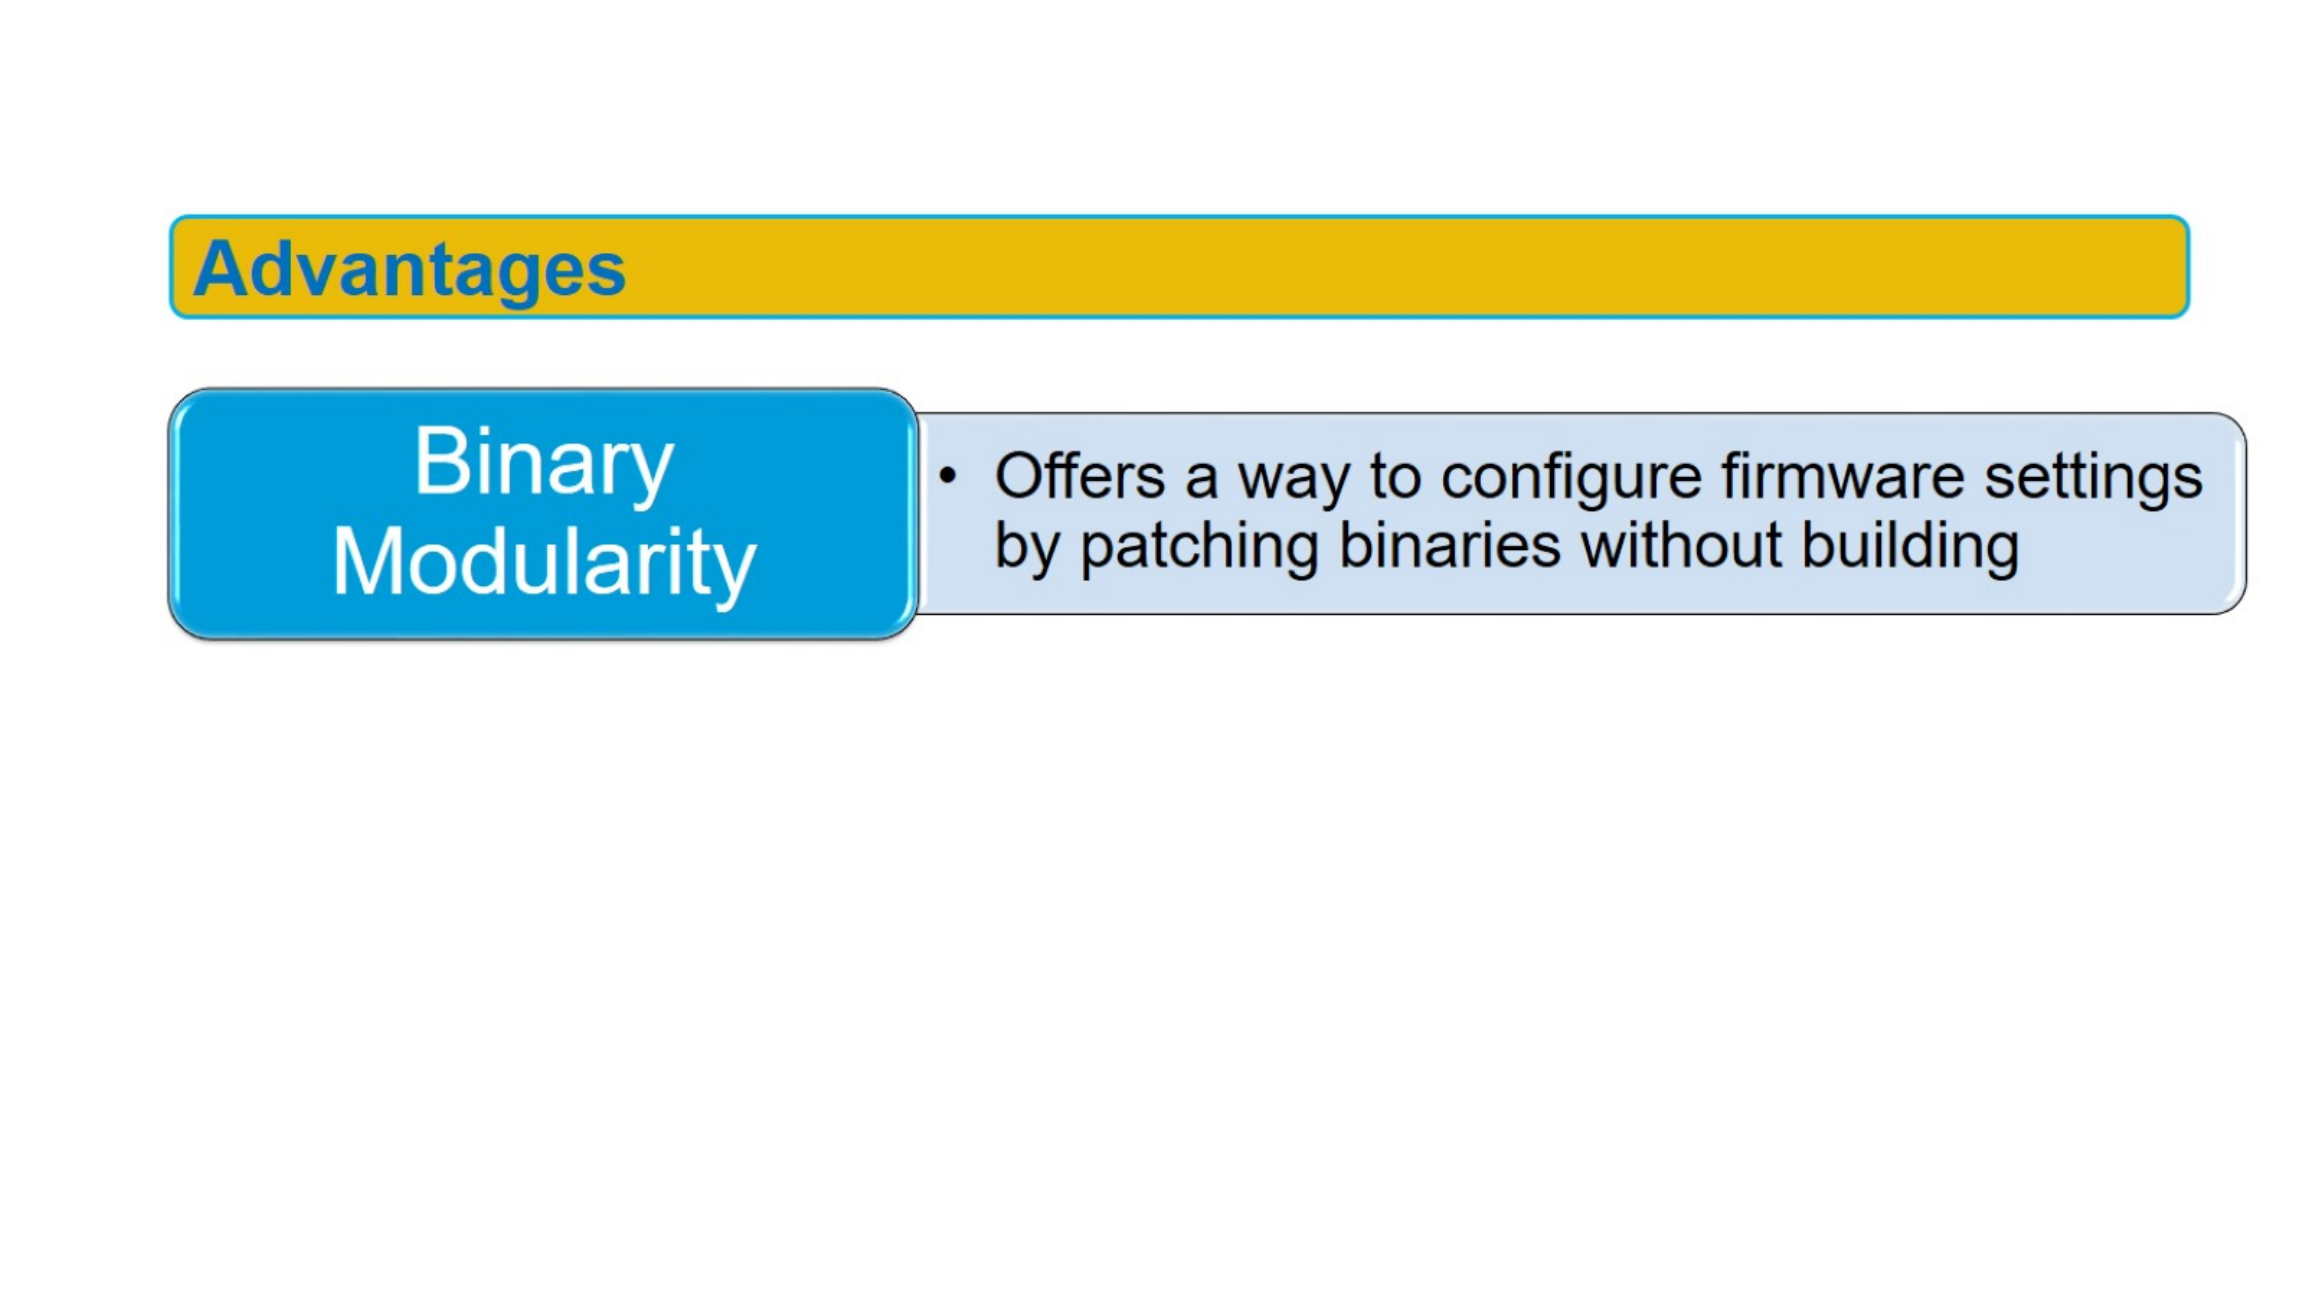 Advantages
Binary
Modularity
• Offers a way to configure firmware settings
by patching binaries without building